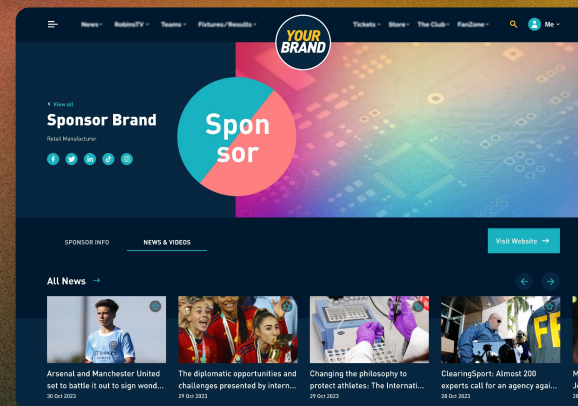 News
RobinsTV
Teams
Fixtures/Results
YOUR
BRAND
Tickets
Store
The Club
FanZone
Me
View all
Sponsor Brand
Retail Manufacturer
Spon
sor
SPONSOR INFO
NEWS & VIDEOS
Visit Website →
All News →
Arsenal and Manchester United
set to battle it out to sign wond...
30 Oct 2023
The diplomatic opportunities and
challenges presented by intern...
29 Oct 2023
Changing the philosophy to
protect athletes: The Internati...
29 Oct 2023
ClearingSport: Almost 200
experts call for an agency agai...
28 Oct 2023